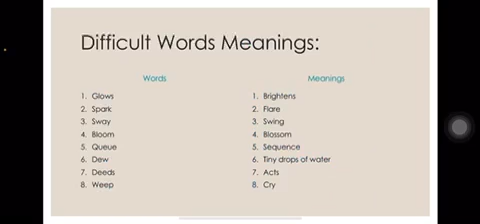 Difficult Words Meanings:
Words
1. Glows
2. Spark
3. Sway
4. Bloom
5. Queue
6. Dew
7. Deeds
8. Weep
Meanings
1. Brightens
2. Flare
3. Swing
4. Blossom
5. Sequence
6. Tiny drops of water
7. Acts
8. Cry